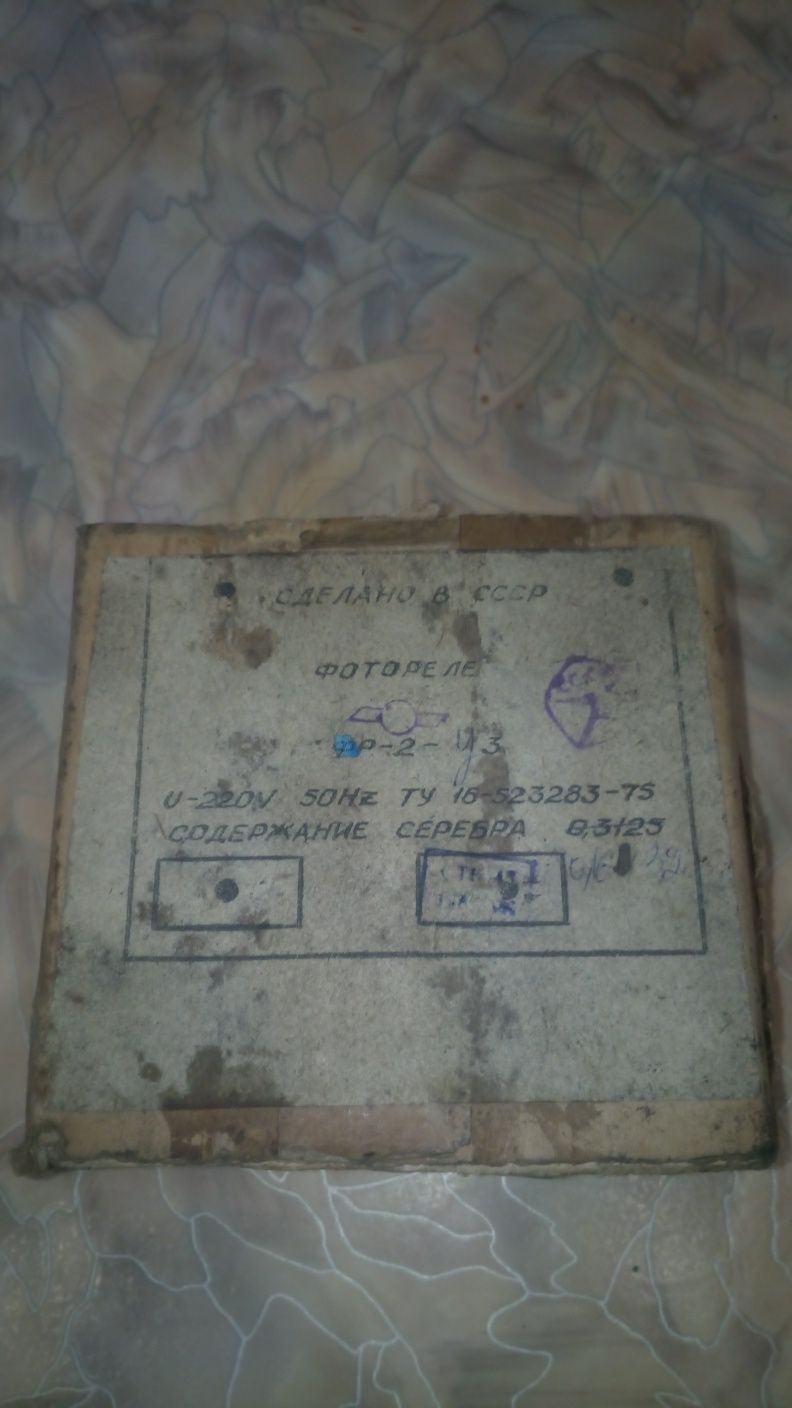 СДЕЛАНО В СССР
ФОТОРЕЛЕ
ФР-2-У3
U-220V 50HZ ТУ 16-523283-75
СОДЕРЖАНИЕ СЕРЕБРА 0,3125